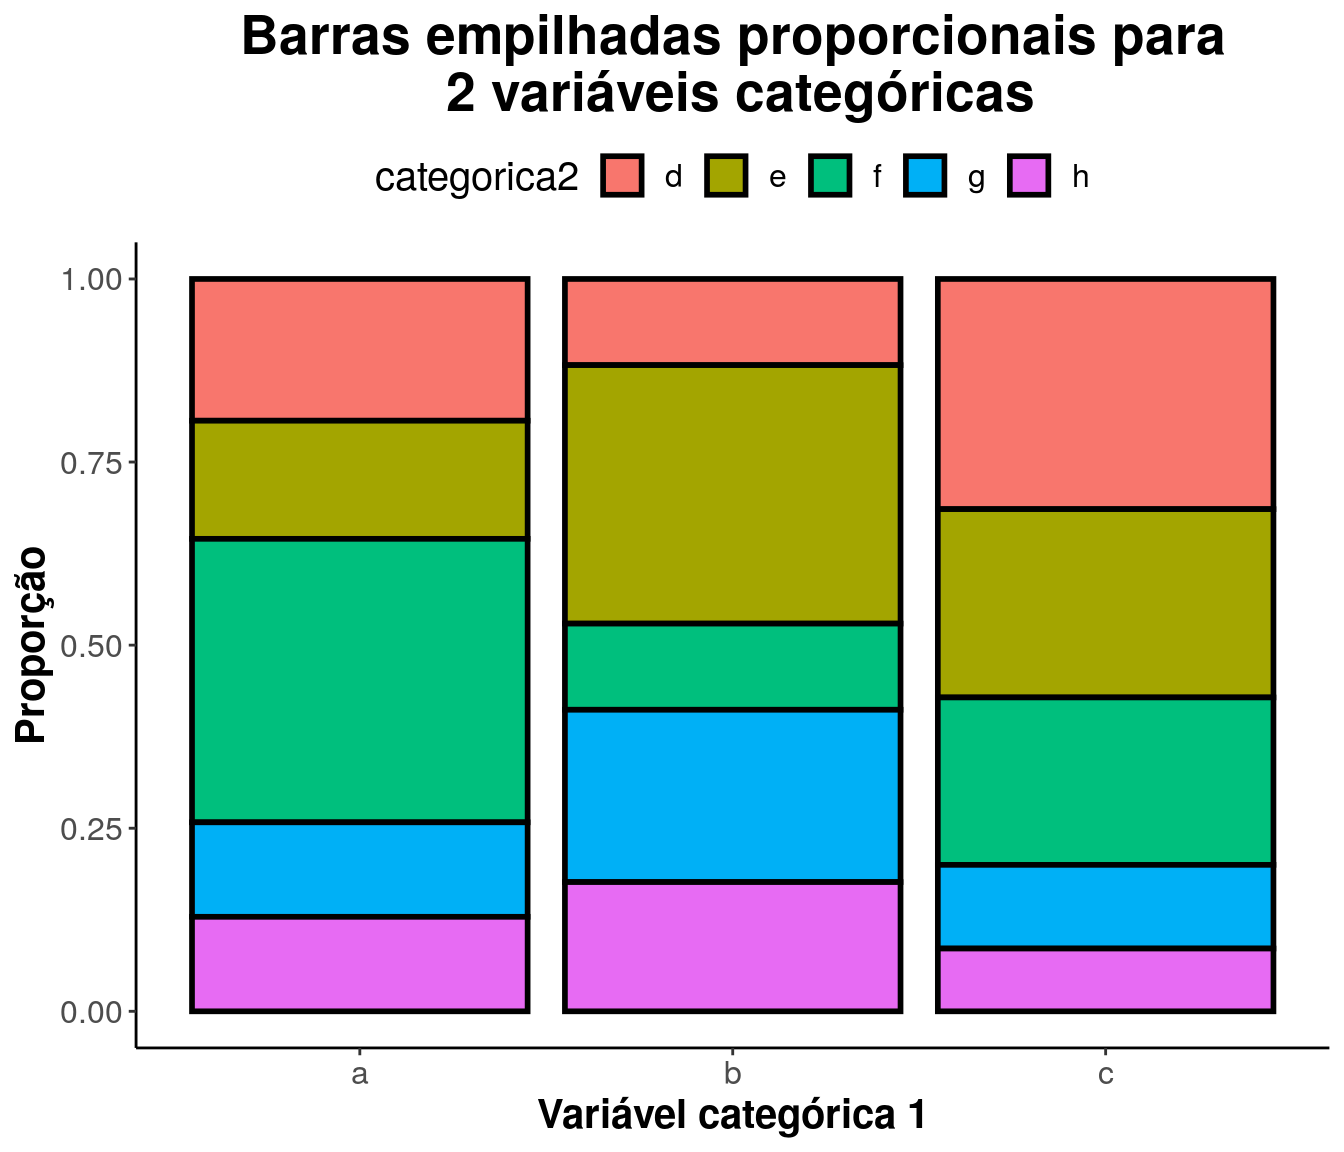 Barras empilhadas proporcionais para
2 variáveis categóricas
categorica2 d e f g h
1.00
0.75
0.50
0.25
0.00
Proporção
a b c
Variável categórica 1